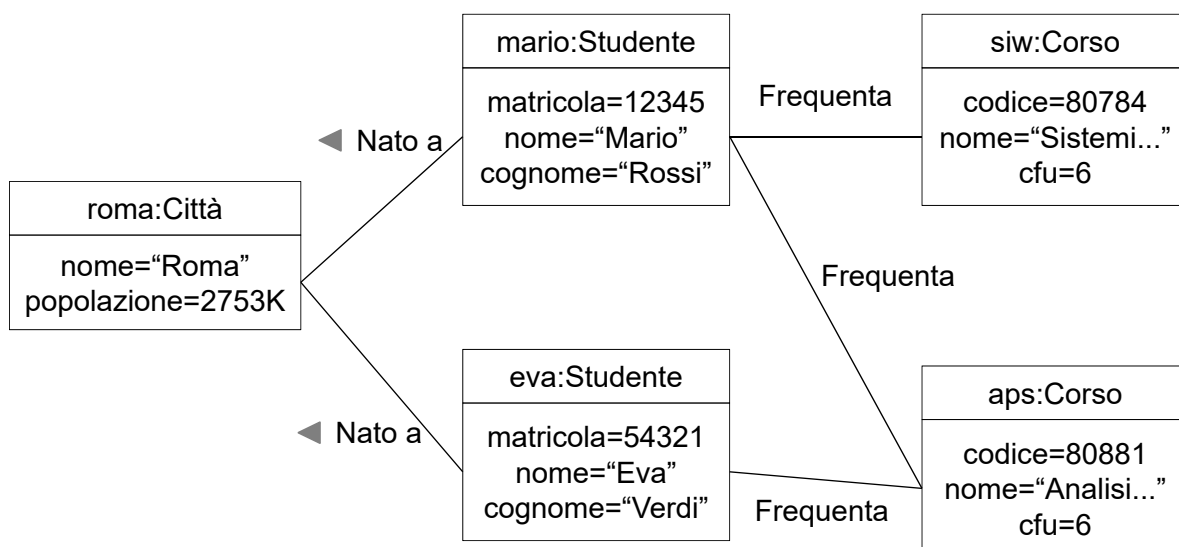 mario:Studente
matricola=12345
nome=“Mario”
cognome=“Rossi”
Frequenta
siw:Corso
codice=80784
nome=“Sistemi...”
cfu=6
Nato a
roma:Città
nome=“Roma”
popolazione=2753K
Frequenta
eva:Studente
matricola=54321
nome=“Eva”
cognome=“Verdi”
Nato a
Frequenta
aps:Corso
codice=80881
nome=“Analisi...”
cfu=6